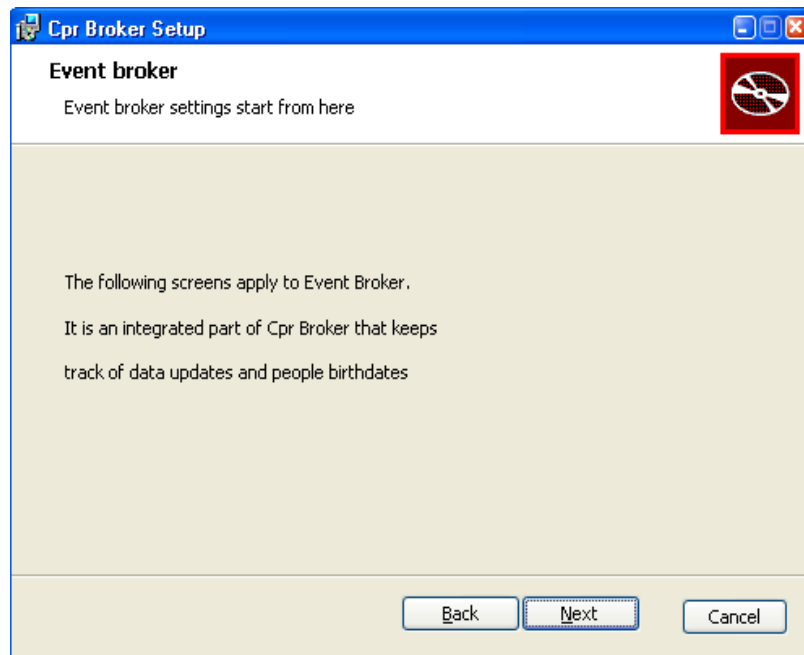 Cpr Broker Setup
Event broker
Event broker settings start from here
The following screens apply to Event Broker.
It is an integrated part of Cpr Broker that keeps
track of data updates and people birthdates
Back Next Cancel